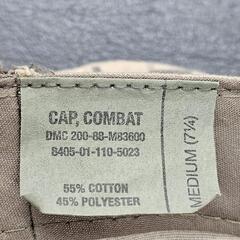 CAP, COMBAT
DMC 200-88-M83600
8405-01-110-5023
55% COTTON
45% POLYESTER
MEDIUM (7¼)